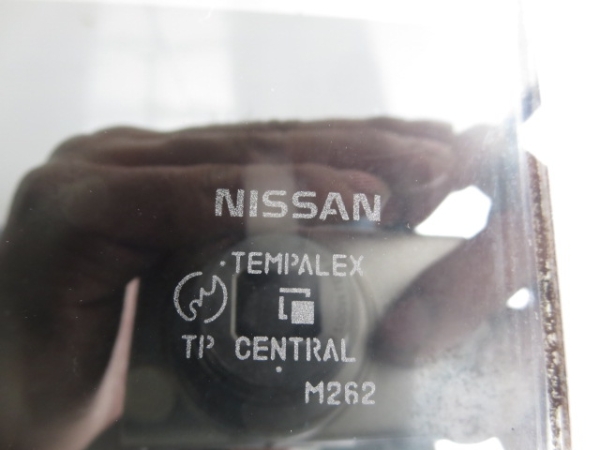 NISSAN
TEMPALEX
TP CENTRAL
M262